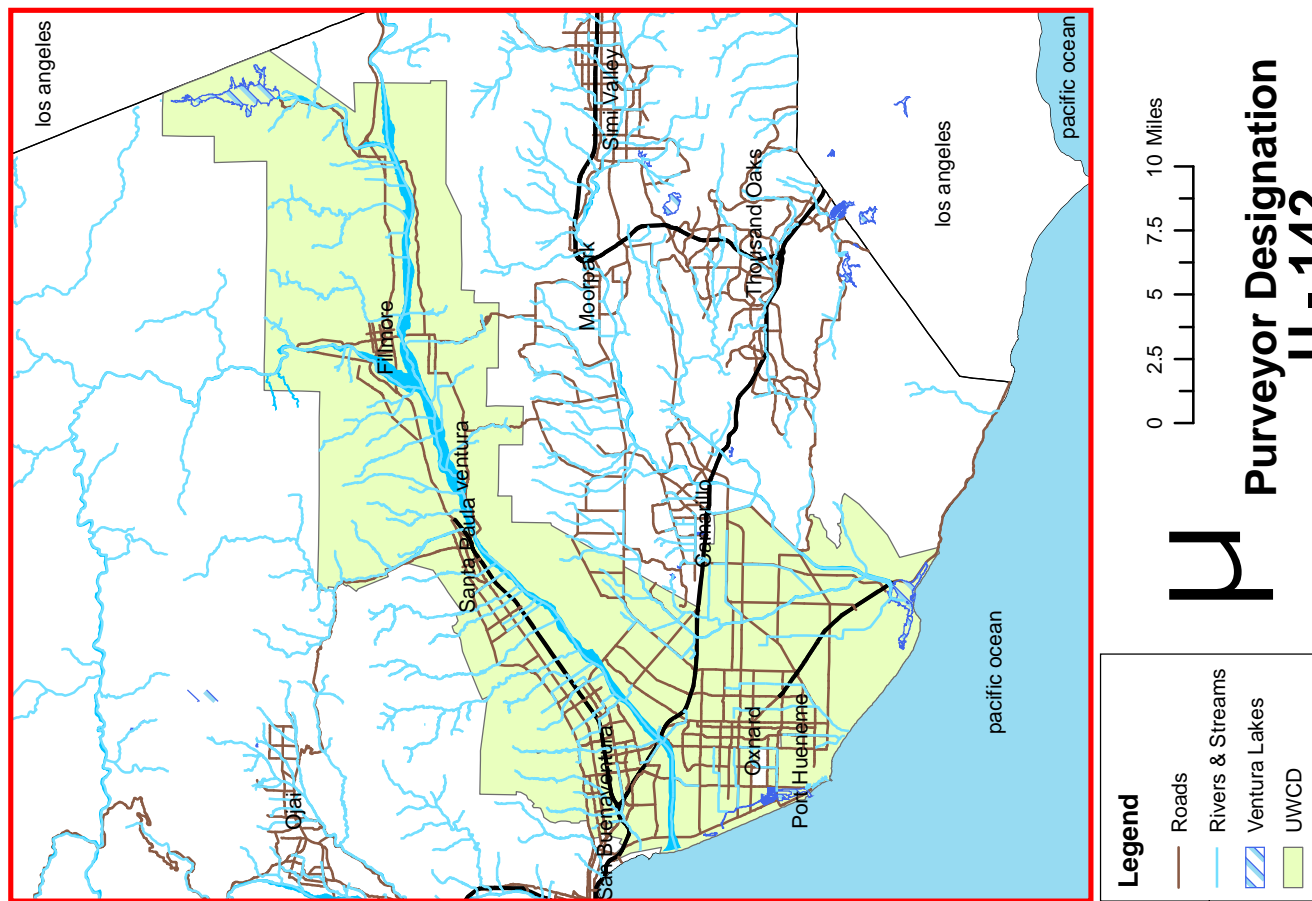 los angeles
Ojai
Fillmore
ventura
Santa Paula
Moorpark
San Buenaventura
Simi Valley
Camarillo
Oxnard
Thousand Oaks
Port Hueneme
los angeles
pacific ocean
pacific ocean
Legend
Roads
Rivers & Streams
Ventura Lakes
UWCD
µ
0 2.5 5 7.5 10 Miles
Purveyor Designation
- 142